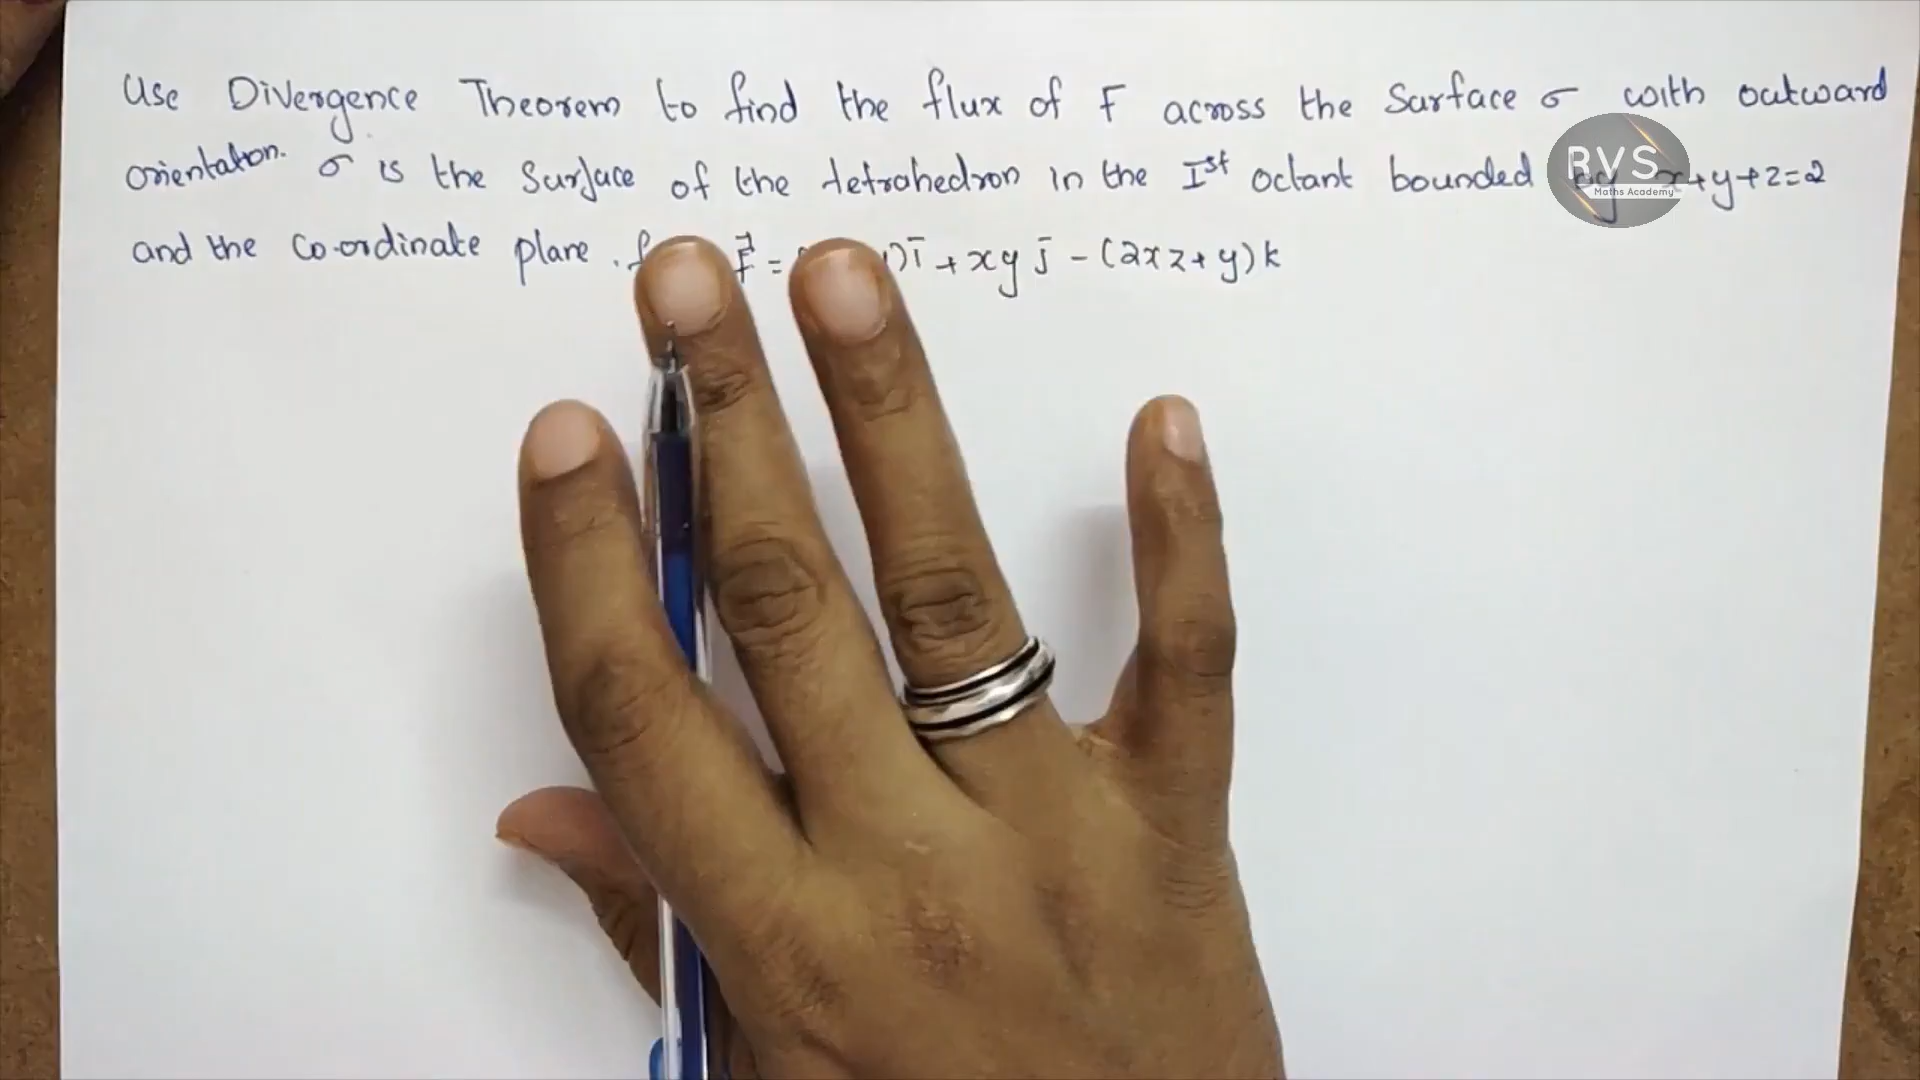 Use Divergence Theorem to find the flux of F across the Surface σ with outward
orientation. σ is the Surface of the tetrahedron in the Ist octant bounded x+y+z=2
and the Co-ordinate plane. F⃗ = )i̅ + xy j̅ - (2xz+y)k
RVS
Maths Academy